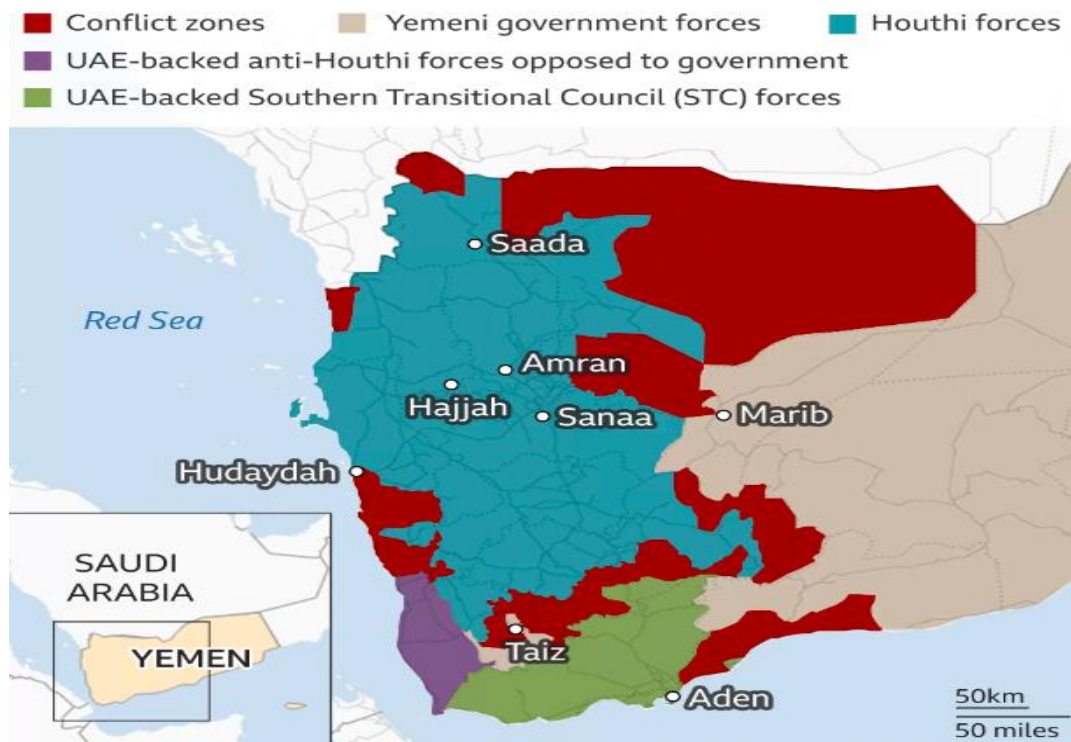 Conflict zones
Yemeni government forces
Houthi forces
UAE-backed anti-Houthi forces opposed to government
UAE-backed Southern Transitional Council (STC) forces
Saada
Red Sea
Amran
Hajjah
Sanaa
Marib
Hudaydah
SAUDI
ARABIA
YEMEN
Taiz
Aden
50km
50 miles